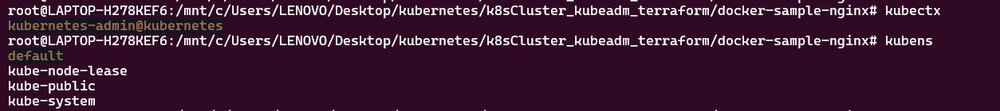 root@LAPTOP-H278KEF6:/mnt/c/Users/LENOVO/Desktop/kubernetes/k8sCluster_kubeadm_terraform/docker-sample-nginx# kubectx
kubernetes-admin@kubernetes
root@LAPTOP-H278KEF6:/mnt/c/Users/LENOVO/Desktop/kubernetes/k8sCluster_kubeadm_terraform/docker-sample-nginx# kubens
default
kube-node-lease
kube-public
kube-system